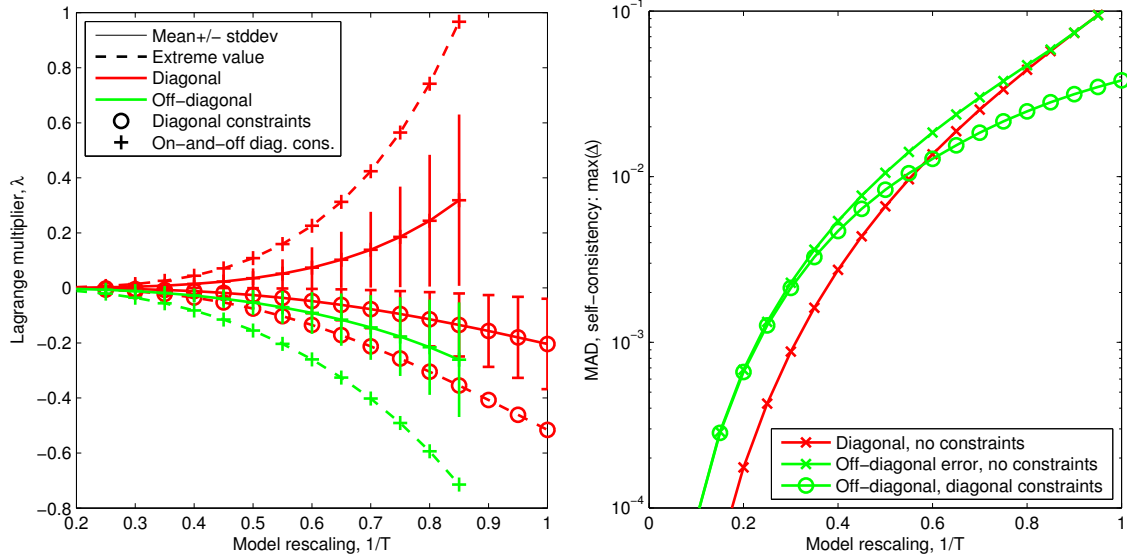 1
0.8
0.6
0.4
0.2
0
-0.2
-0.4
-0.6
-0.8
Lagrange multiplier, λ
Mean+/- stddev
Extreme value
Diagonal
Off-diagonal
Diagonal constraints
On-and-off diag. cons.
0.2 0.3 0.4 0.5 0.6 0.7 0.8 0.9 1
Model rescaling, 1/T
10⁻¹
10⁻²
10⁻³
10⁻⁴
MAD, self-consistency: max(Δ)
Diagonal, no constraints
Off-diagonal error, no constraints
Off-diagonal, diagonal constraints
0 0.2 0.4 0.6 0.8 1
Model rescaling, 1/T